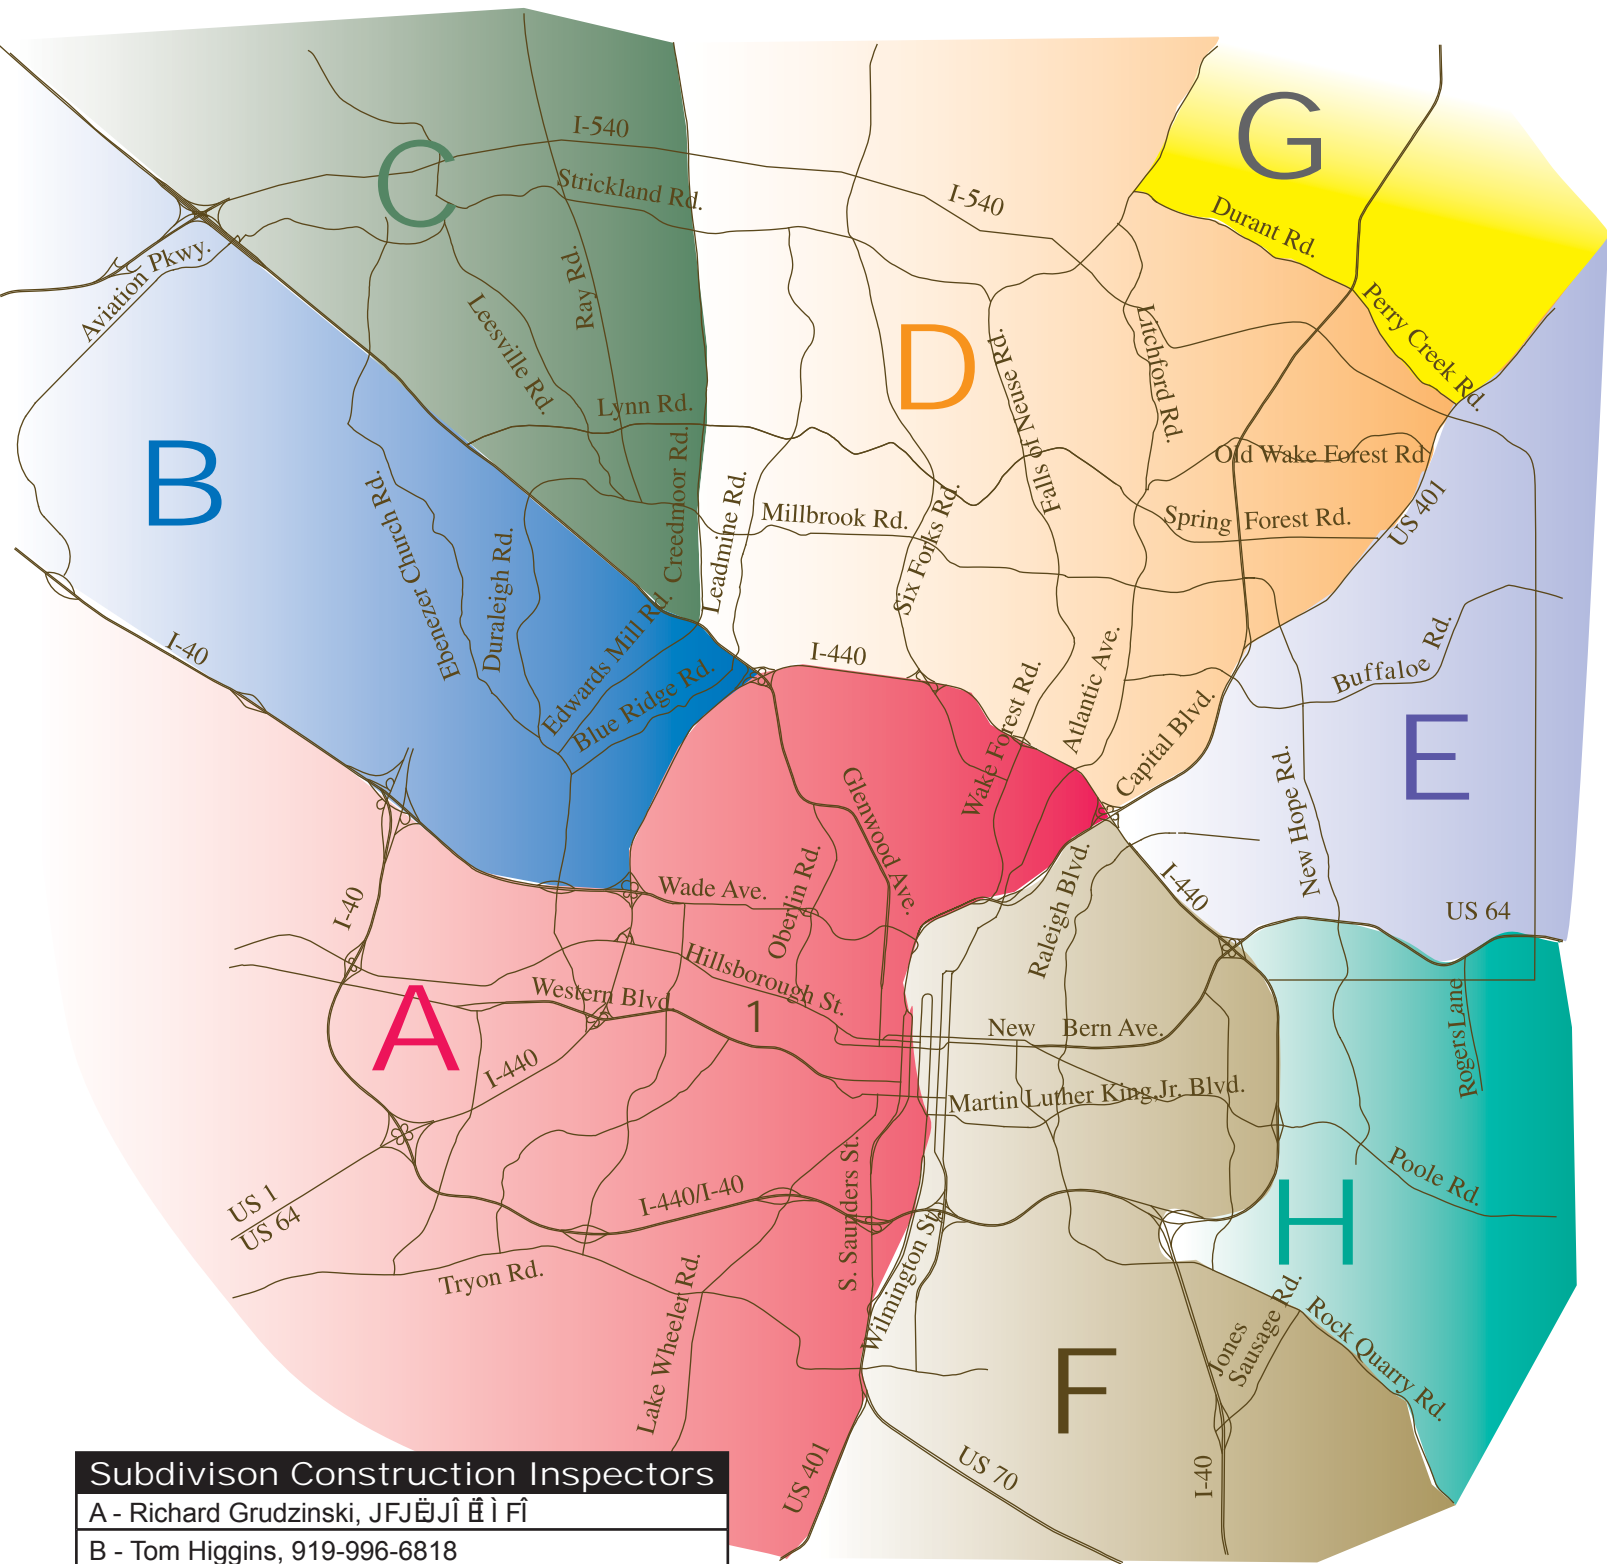 G
I-540
C
Strickland Rd.
I-540
Durant Rd.
Aviation Pkwy.
Ray Rd.
Leesville Rd.
Perry Creek Rd.
Litchford Rd.
D
Falls of Neuse Rd.
Lynn Rd.
Creedmoor Rd.
Old Wake Forest Rd
B
Ebenezer Church Rd.
Duraleigh Rd.
Leadmine Rd.
Millbrook Rd.
Six Forks Rd.
Spring Forest Rd.
US 401
Edwards Mill Rd.
Blue Ridge Rd.
I-40
I-440
Wake Forest Rd.
Atlantic Ave.
Capital Blvd.
Buffaloe Rd.
E
New Hope Rd.
Glenwood Ave.
Oberlin Rd.
Wade Ave.
Raleigh Blvd.
I-440
US 64
I-40
Hillsborough St.
Western Blvd
1
A
I-440
New Bern Ave.
Rogers Lane
Martin Luther King,Jr. Blvd.
S. Saunders St.
Poole Rd.
US 1
US 64
I-440/I-40
H
Wilmington St.
Tryon Rd.
Lake Wheeler Rd.
Jones
Sausage Rd.
Rock Quarry Rd.
F
US 401
US 70
I-40
Subdivison Construction Inspectors
A - Richard Grudzinski,
B - Tom Higgins, 919-996-6818